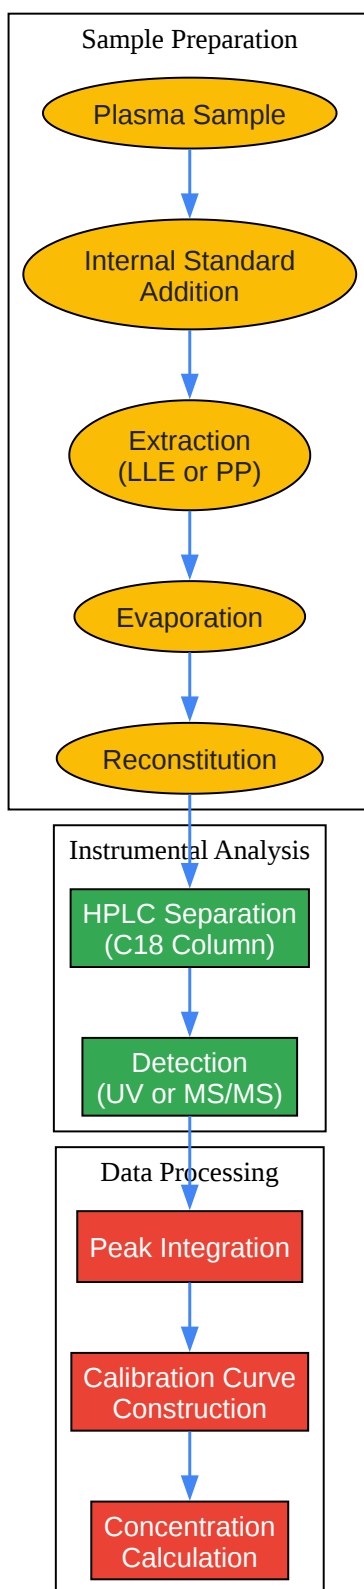 Sample Preparation
Plasma Sample
Internal Standard
Addition
Extraction
(LLE or PP)
Evaporation
Reconstitution
Instrumental Analysis
HPLC Separation
(C18 Column)
Detection
(UV or MS/MS)
Data Processing
Peak Integration
Calibration Curve
Construction
Concentration
Calculation